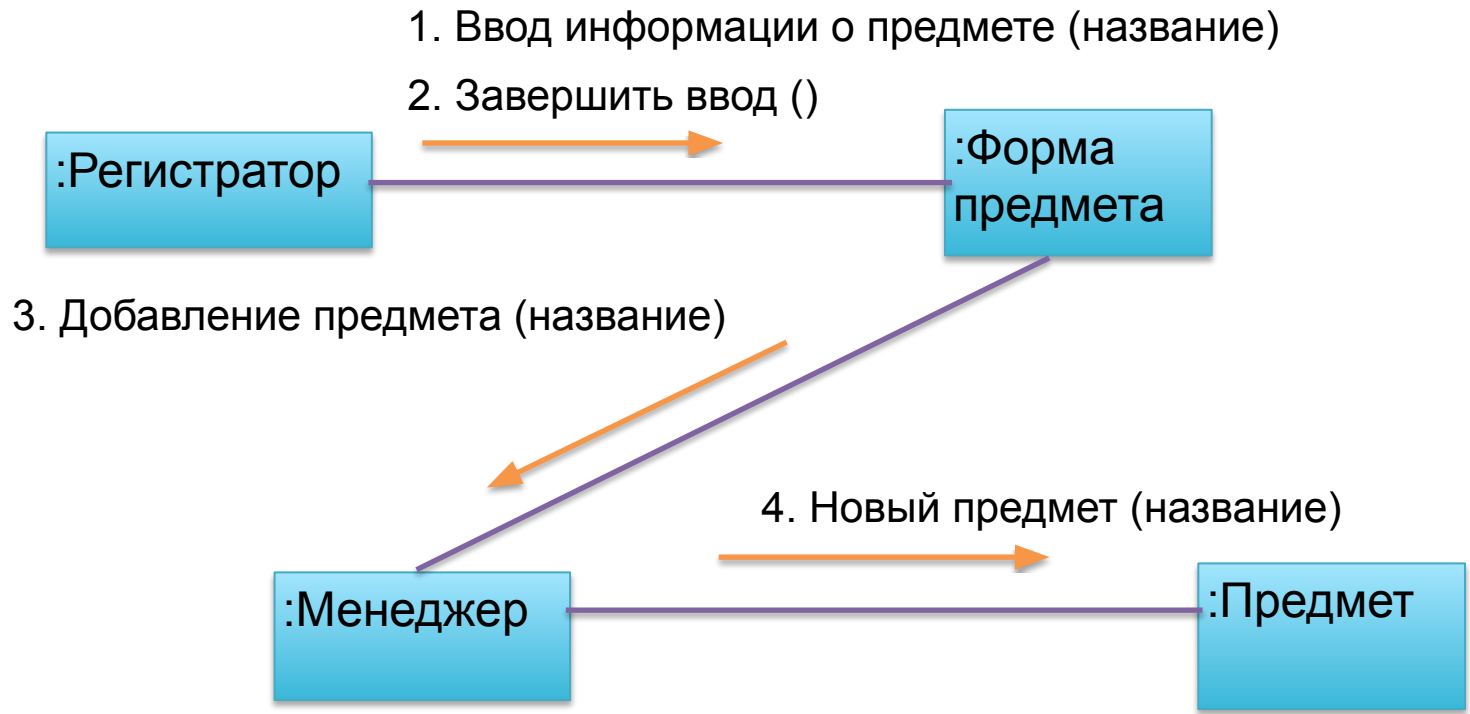 1. Ввод информации о предмете (название)
2. Завершить ввод ()
:Регистратор
:Форма
предмета
3. Добавление предмета (название)
4. Новый предмет (название)
:Менеджер
:Предмет